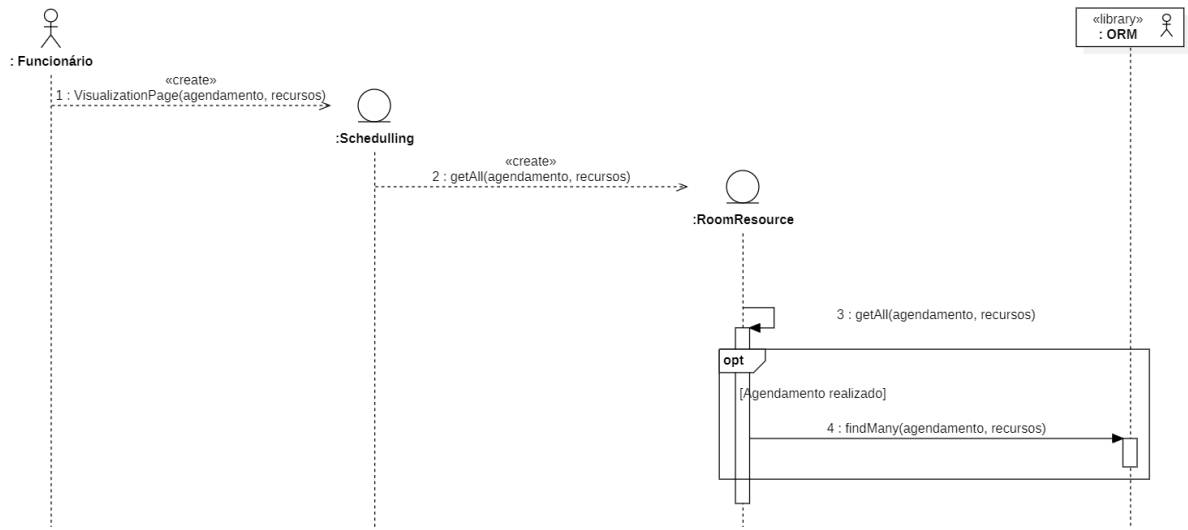 «library»
: ORM
: Funcionário
«create»
1 : VisualizationPage(agendamento, recursos)
:Schedulling
«create»
2 : getAll(agendamento, recursos)
:RoomResource
3 : getAll(agendamento, recursos)
opt
[Agendamento realizado]
4 : findMany(agendamento, recursos)